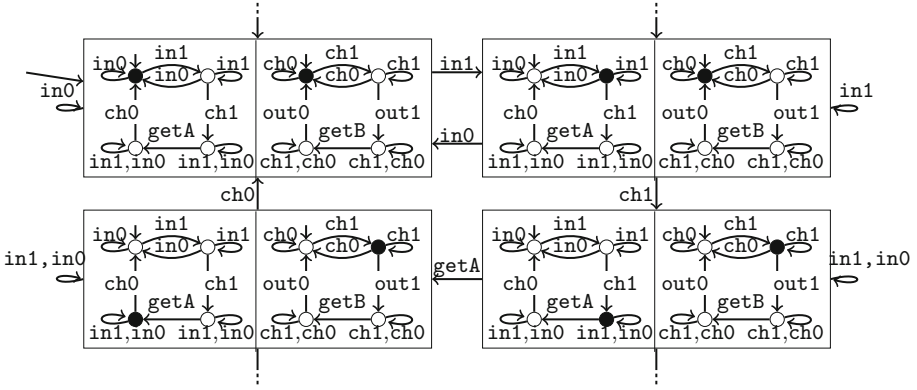 in1 ch1 in1 ch1
in0 in0 in1 ch0 ch0 ch1 in1 in0 in0 in1 ch0 ch0 ch1
in0 in1
ch0 ch1 out0 out1 ch0 ch1 out0 out1
getA getB in0 getA getB
in1,in0 in1,in0 ch1,ch0 ch1,ch0 in1,in0 in1,in0 ch1,ch0 ch1,ch0
ch0 ch1
in1 ch1 in1 ch1
in0 in0 in1 ch0 ch0 ch1 in0 in0 in1 ch0 ch0 ch1
in1,in0 getA in1,in0
ch0 ch1 out0 out1 ch0 ch1 out0 out1
getA getB getA getB
in1,in0 in1,in0 ch1,ch0 ch1,ch0 in1,in0 in1,in0 ch1,ch0 ch1,ch0